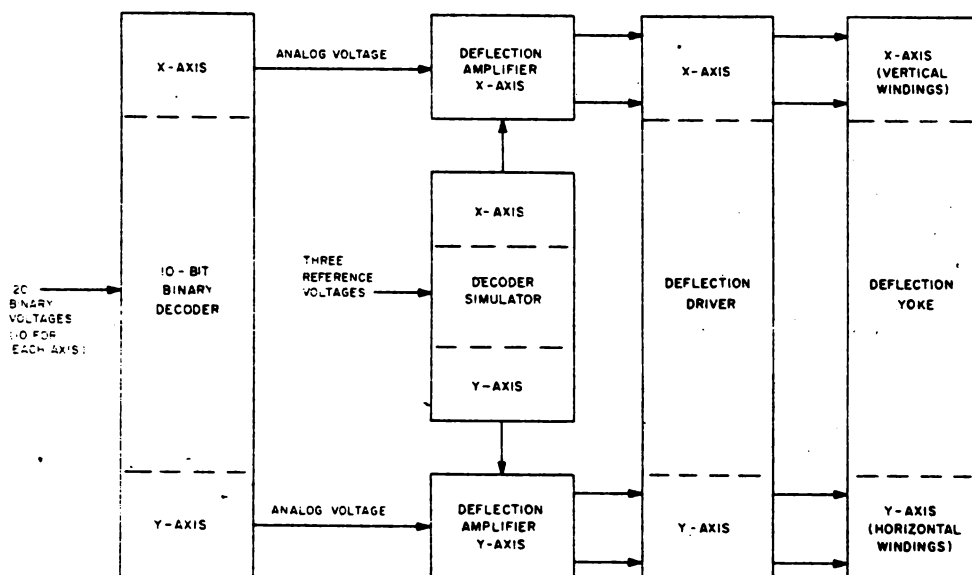 X-AXIS
10-BIT
BINARY
DECODER
Y-AXIS
20
BINARY
VOLTAGES
(10 FOR
EACH AXIS)
ANALOG VOLTAGE
DEFLECTION
AMPLIFIER
X-AXIS
X-AXIS
DECODER
SIMULATOR
Y-AXIS
THREE
REFERENCE
VOLTAGES
ANALOG VOLTAGE
DEFLECTION
AMPLIFIER
Y-AXIS
X-AXIS
DEFLECTION
DRIVER
Y-AXIS
X-AXIS
(VERTICAL
WINDINGS)
DEFLECTION
YOKE
Y-AXIS
(HORIZONTAL
WINDINGS)